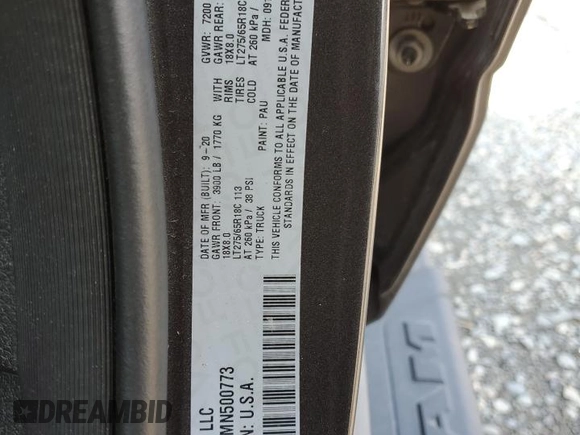 LLC
DATE OF MFR (BUILT): 9-20
GVWR: 7200
GAWR FRONT: 3900 LB / 1770 KG WITH
GAWR REAR:
18X8.0 RIMS
18X8.0
LT275/65R18C 113 TIRES
LT275/65R18C
AT 260 kPa / 38 PSI COLD
AT 260 kPa /
TYPE: TRUCK PAINT: PAU
MDH: 09
THIS VEHICLE CONFORMS TO ALL APPLICABLE U.S.A. FEDER
STANDARDS IN EFFECT ON THE DATE OF MANUFACT
MN500773
N: U.S.A.